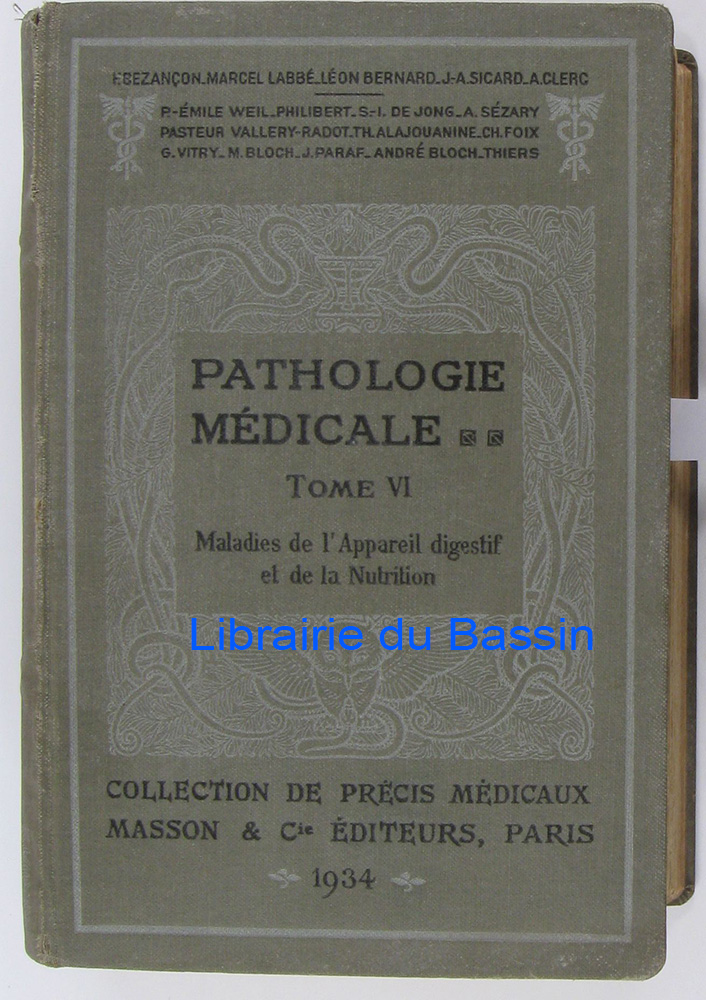 F. BEZANÇON_MARCEL LABBÉ_LÉON BERNARD_J.-A. SICARD_A. CLERC
P.-ÉMILE WEIL_PHILIBERT_S.-I. DE JONG_A. SÉZARY
PASTEUR VALLERY-RADOT_TH. ALAJOUANINE_CH. FOIX
G. VITRY_M. BLOCH_J. PARAF_ANDRÉ BLOCH_THIERS
PATHOLOGIE
MÉDICALE
TOME VI
Maladies de l'Appareil digestif
et de la Nutrition
Librairie du Bassin
COLLECTION DE PRÉCIS MÉDICAUX
MASSON & Cie ÉDITEURS, PARIS
1934